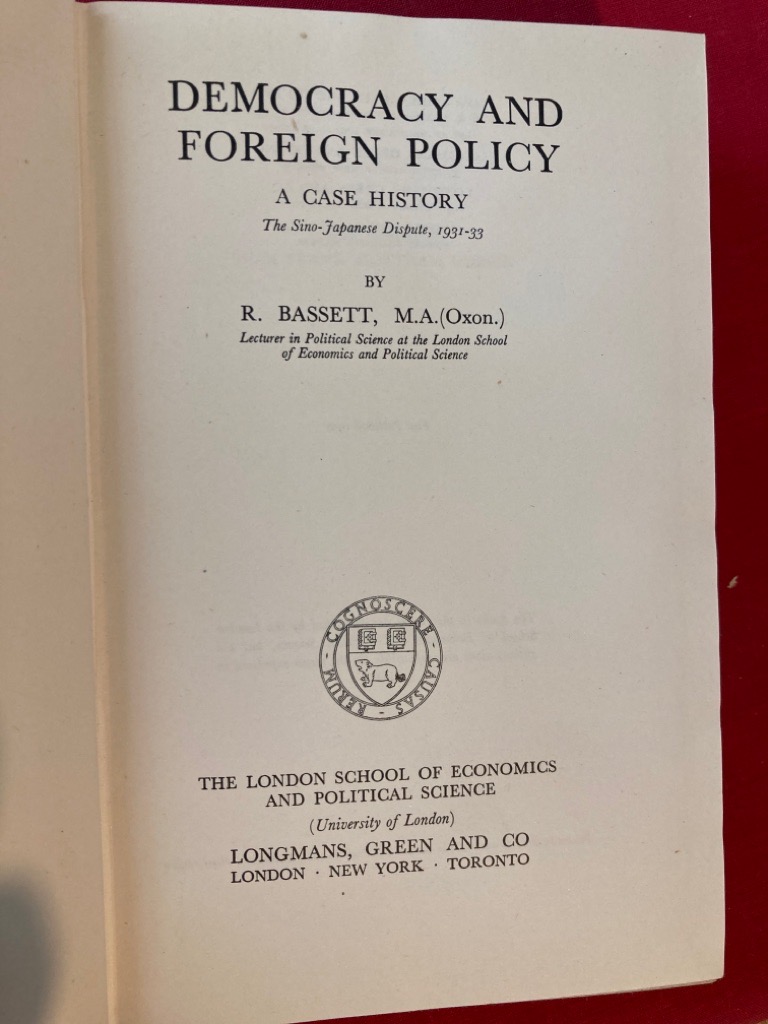 DEMOCRACY AND
FOREIGN POLICY
A CASE HISTORY
The Sino-Japanese Dispute, 1931-33
BY
R. BASSETT, M.A.(Oxon.)
Lecturer in Political Science at the London School
of Economics and Political Science
RERUM - COGNOSCERE - CAUSAS -
THE LONDON SCHOOL OF ECONOMICS
AND POLITICAL SCIENCE
(University of London)
LONGMANS, GREEN AND CO
LONDON · NEW YORK · TORONTO